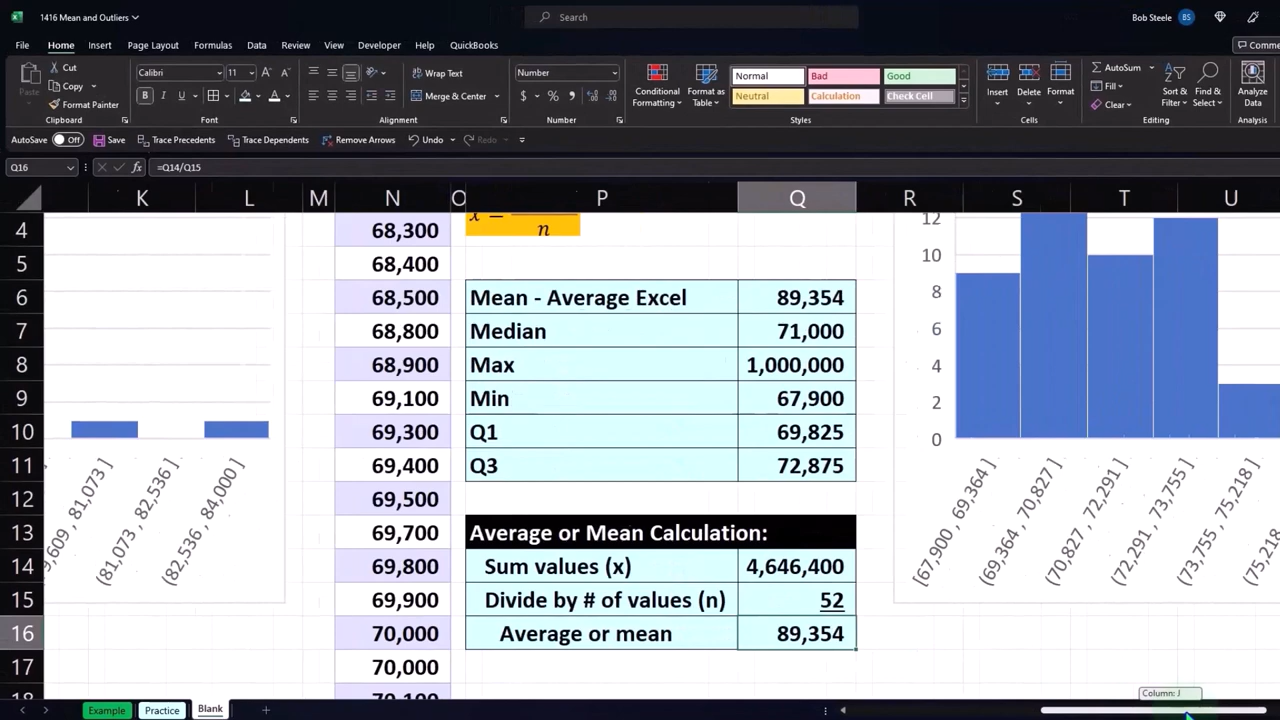 1416 Mean and Outliers
Search
Bob Steele
BS
File Home Insert Page Layout Formulas Data Review View Developer Help QuickBooks
Comme
Paste
Cut
Copy
Format Painter
Clipboard
Calibri 11
B I U
Font
Wrap Text
Merge & Center
Alignment
Number
$ % ,
Number
Conditional Formatting
Format as Table
Normal Bad Good
Neutral Calculation Check Cell
Styles
Insert Delete Format
Cells
AutoSum
Fill
Clear
Sort & Filter
Find & Select
Editing
Analyze Data
Analysis
AutoSave Off Save Trace Precedents Trace Dependents Remove Arrows Undo Redo
Q16 fx =Q14/Q15
K L M N O P Q R S T U
4 68,300 n 12
5 68,400 10
6 68,500 Mean - Average Excel 89,354 8
7 68,800 Median 71,000 6
8 68,900 Max 1,000,000 4
9 69,100 Min 67,900 2
10 69,300 Q1 69,825 0
11 69,400 Q3 72,875
12 69,500
13 69,700 Average or Mean Calculation:
14 69,800 Sum values (x) 4,646,400
15 69,900 Divide by # of values (n) 52
16 70,000 Average or mean 89,354
17 70,000
9,609 , 81,073 ]
(81,073 , 82,536 ]
(82,536 , 84,000 ]
[67,900 , 69,364 ]
(69,364 , 70,827 ]
(70,827 , 72,291 ]
(72,291 , 73,755 ]
(73,755 , 75,218 ]
(75,218
Column: J
Example Practice Blank